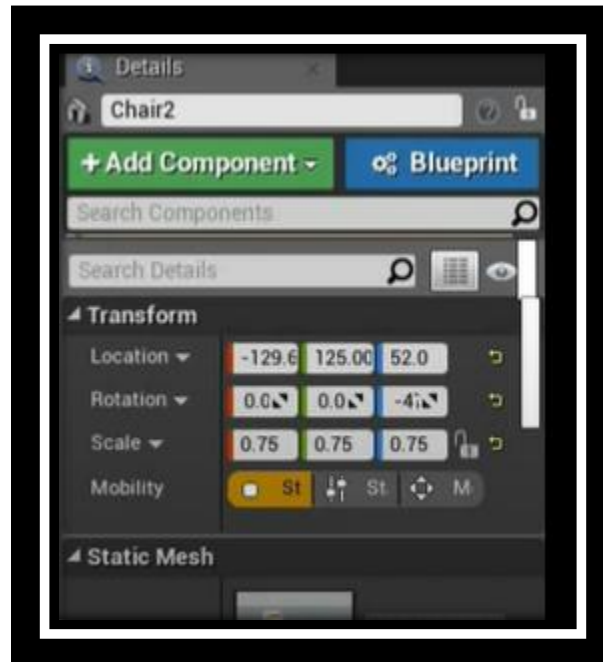 Details
Chair2
+Add Component Blueprint
Search Components
Search Details
Transform
Location -129.6 125.00 52.0
Rotation 0.0 0.0
Scale 0.75 0.75 0.75
Mobility St St M
Static Mesh